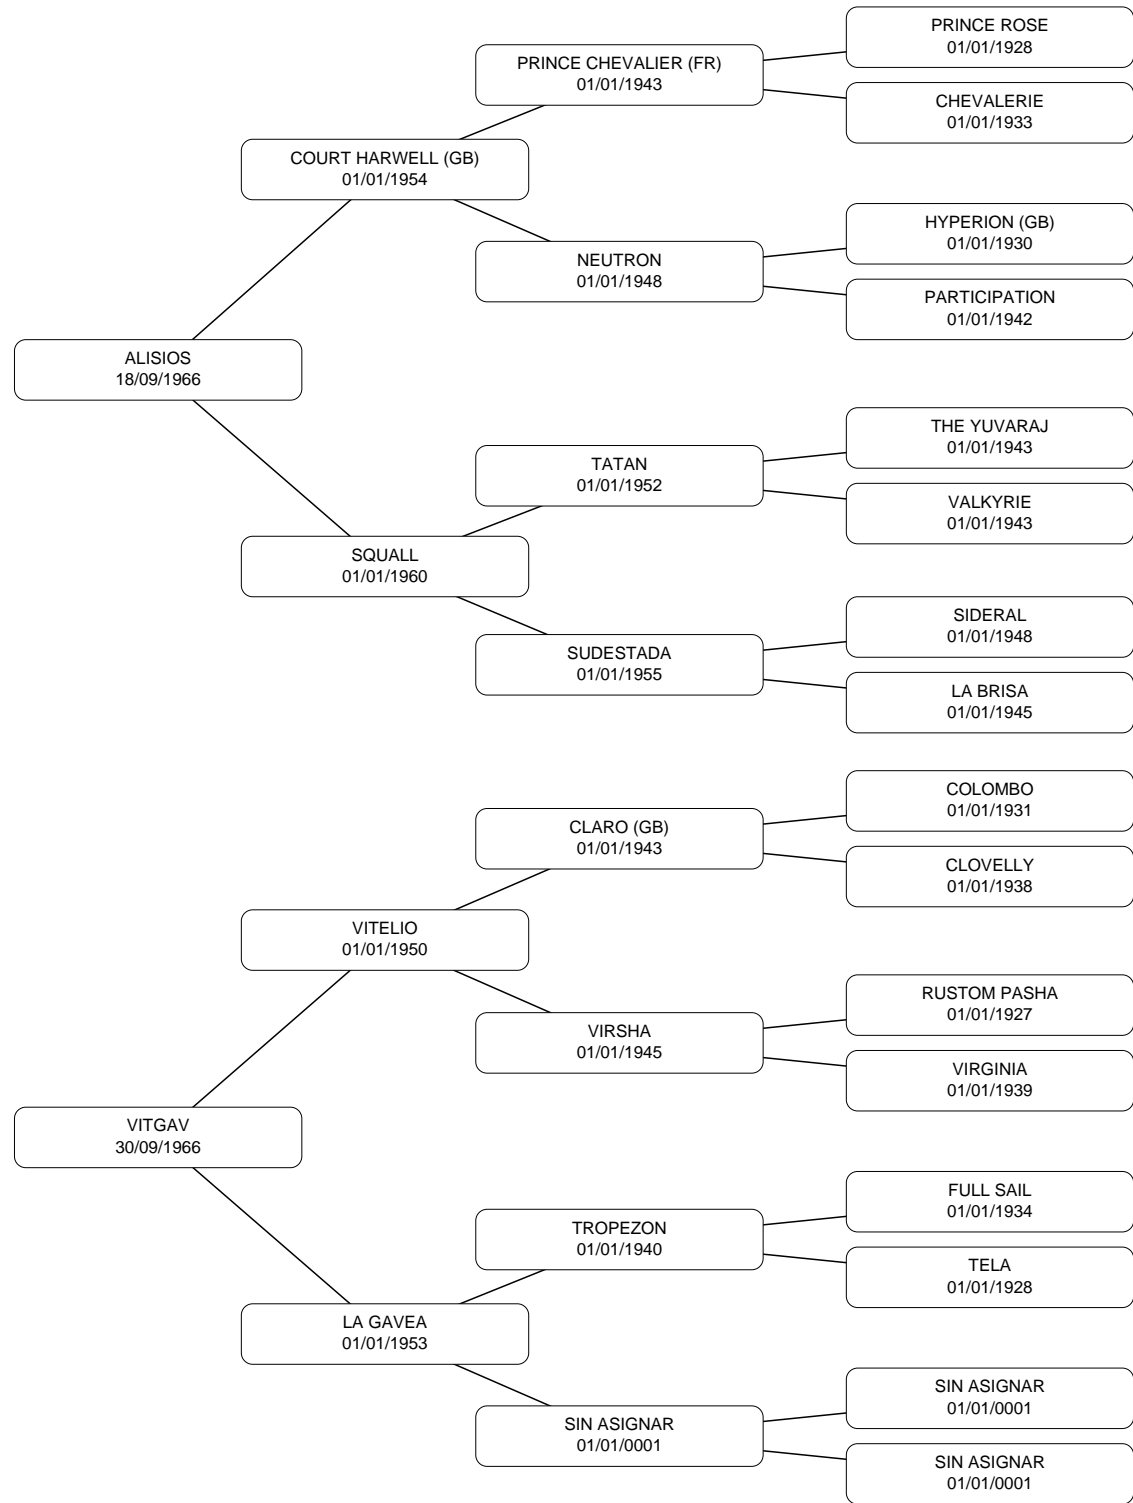 PRINCE ROSE
01/01/1928
PRINCE CHEVALIER (FR)
01/01/1943
CHEVALERIE
01/01/1933
COURT HARWELL (GB)
01/01/1954
HYPERION (GB)
01/01/1930
NEUTRON
01/01/1948
PARTICIPATION
01/01/1942
ALISIOS
18/09/1966
THE YUVARAJ
01/01/1943
TATAN
01/01/1952
VALKYRIE
01/01/1943
SQUALL
01/01/1960
SIDERAL
01/01/1948
SUDESTADA
01/01/1955
LA BRISA
01/01/1945
COLOMBO
01/01/1931
CLARO (GB)
01/01/1943
CLOVELLY
01/01/1938
VITELIO
01/01/1950
RUSTOM PASHA
01/01/1927
VIRSHA
01/01/1945
VIRGINIA
01/01/1939
VITGAV
30/09/1966
FULL SAIL
01/01/1934
TROPEZON
01/01/1940
TELA
01/01/1928
LA GAVEA
01/01/1953
SIN ASIGNAR
01/01/0001
SIN ASIGNAR
01/01/0001
SIN ASIGNAR
01/01/0001